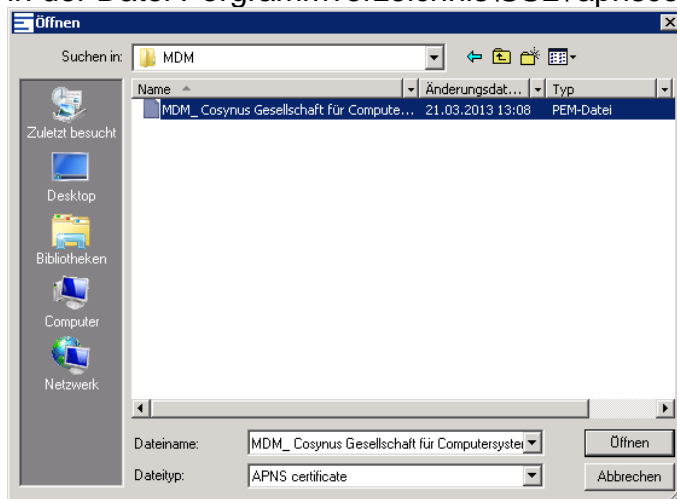 Öffnen
Suchen in: MDM
Name Änderungsdat... Typ
MDM_ Cosynus Gesellschaft für Compute... 21.03.2013 13:08 PEM-Datei
Zuletzt besucht
Desktop
Bibliotheken
Computer
Netzwerk
Dateiname: MDM_ Cosynus Gesellschaft für Computersyster Öffnen
Dateityp: APNS certificate Abbrechen